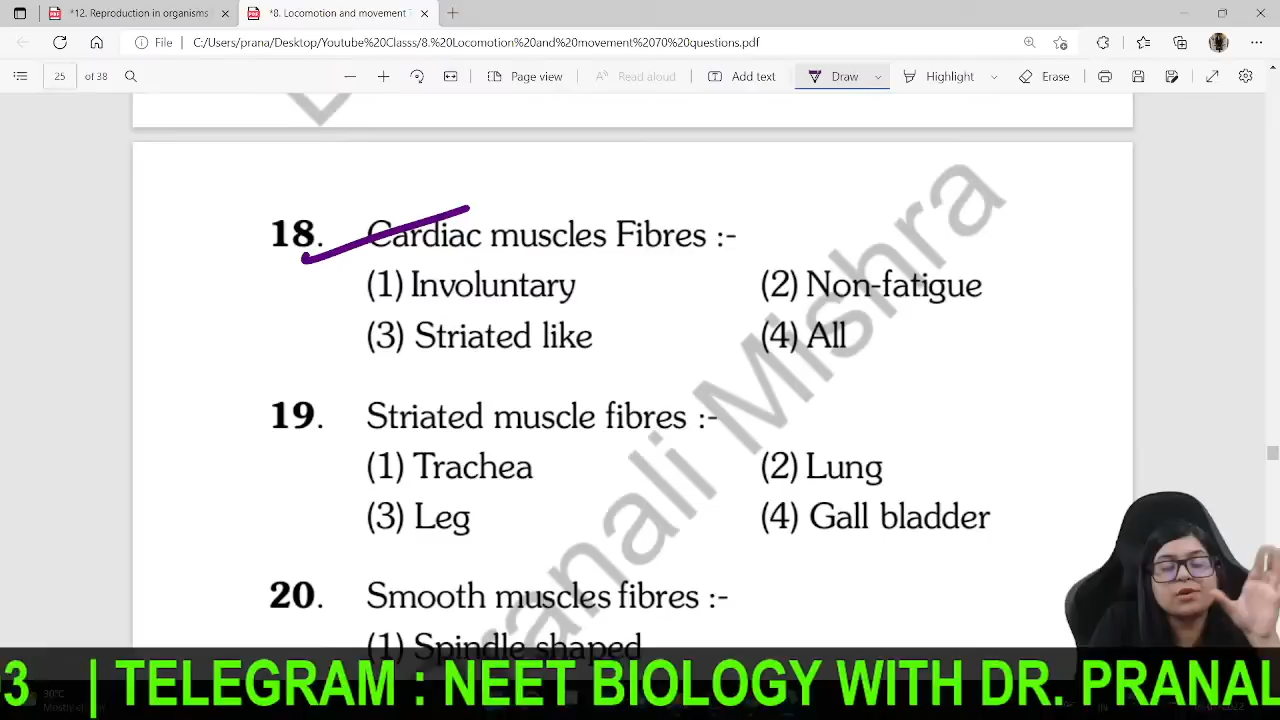 *12. Reproduction in organisms
*8. Locomotion and movement
File
C:/Users/prana/Desktop/Youtube%20Classs/8.%20Locomotion%20and%20movement%2070%20questions.pdf
25 of 38
Page view
Read aloud
Add text
Draw
Highlight
Erase
18. Cardiac muscles Fibres :-
(1) Involuntary (2) Non-fatigue
(3) Striated like (4) All
19. Striated muscle fibres :-
(1) Trachea (2) Lung
(3) Leg (4) Gall bladder
20. Smooth muscles fibres :-
(1) Spindle shaped
ranali Mishra
3 | TELEGRAM : NEET BIOLOGY WITH DR. PRANAL
30°C